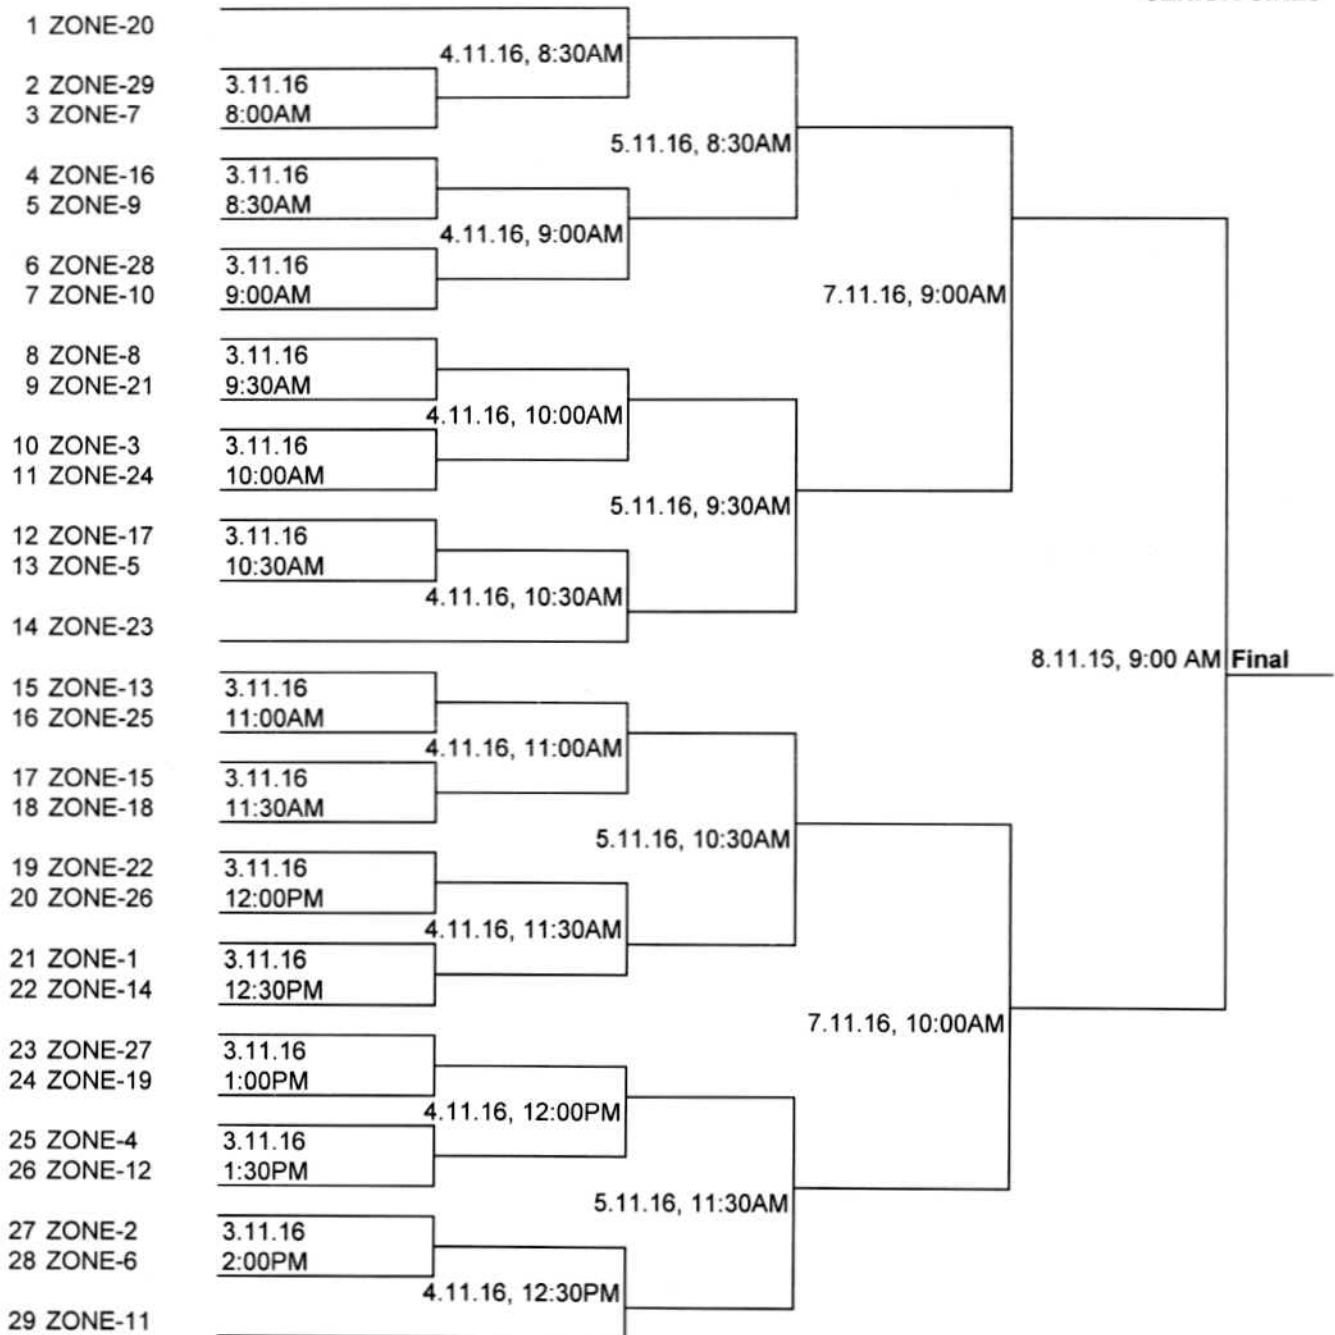 1 ZONE-20
4.11.16, 8:30AM
2 ZONE-29 3.11.16
3 ZONE-7 8:00AM
5.11.16, 8:30AM
4 ZONE-16 3.11.16
5 ZONE-9 8:30AM
4.11.16, 9:00AM
6 ZONE-28 3.11.16
7 ZONE-10 9:00AM
7.11.16, 9:00AM
8 ZONE-8 3.11.16
9 ZONE-21 9:30AM
4.11.16, 10:00AM
10 ZONE-3 3.11.16
11 ZONE-24 10:00AM
5.11.16, 9:30AM
12 ZONE-17 3.11.16
13 ZONE-5 10:30AM
4.11.16, 10:30AM
14 ZONE-23
8.11.16, 9:00 AM Final
15 ZONE-13 3.11.16
16 ZONE-25 11:00AM
4.11.16, 11:00AM
17 ZONE-15 3.11.16
18 ZONE-18 11:30AM
5.11.16, 10:30AM
19 ZONE-22 3.11.16
20 ZONE-26 12:00PM
4.11.16, 11:30AM
21 ZONE-1 3.11.16
22 ZONE-14 12:30PM
7.11.16, 10:00AM
23 ZONE-27 3.11.16
24 ZONE-19 1:00PM
4.11.16, 12:00PM
25 ZONE-4 3.11.16
26 ZONE-12 1:30PM
5.11.16, 11:30AM
27 ZONE-2 3.11.16
28 ZONE-6 2:00PM
4.11.16, 12:30PM
29 ZONE-11